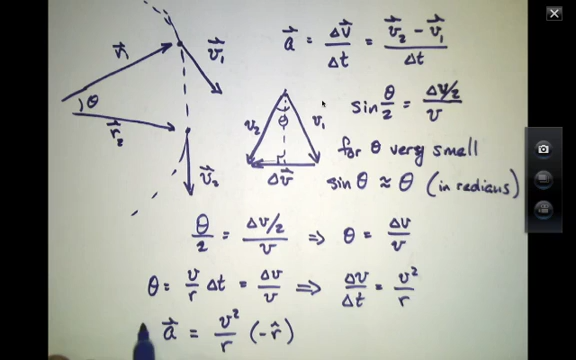 r⃗₁
v⃗₁
θ
r⃗₂
v⃗₂
a⃗ = Δv⃗/Δt = (v⃗₂ − v⃗₁)/Δt
v₂ θ v₁
Δv⃗
sin θ/2 = (Δv/2)/v
for θ very small
sin θ ≈ θ (in radians)
θ/2 = (Δv/2)/v ⇒ θ = Δv/v
θ = v/r Δt = Δv/v ⇒ Δv/Δt = v²/r
a⃗ = v²/r (−r̂)